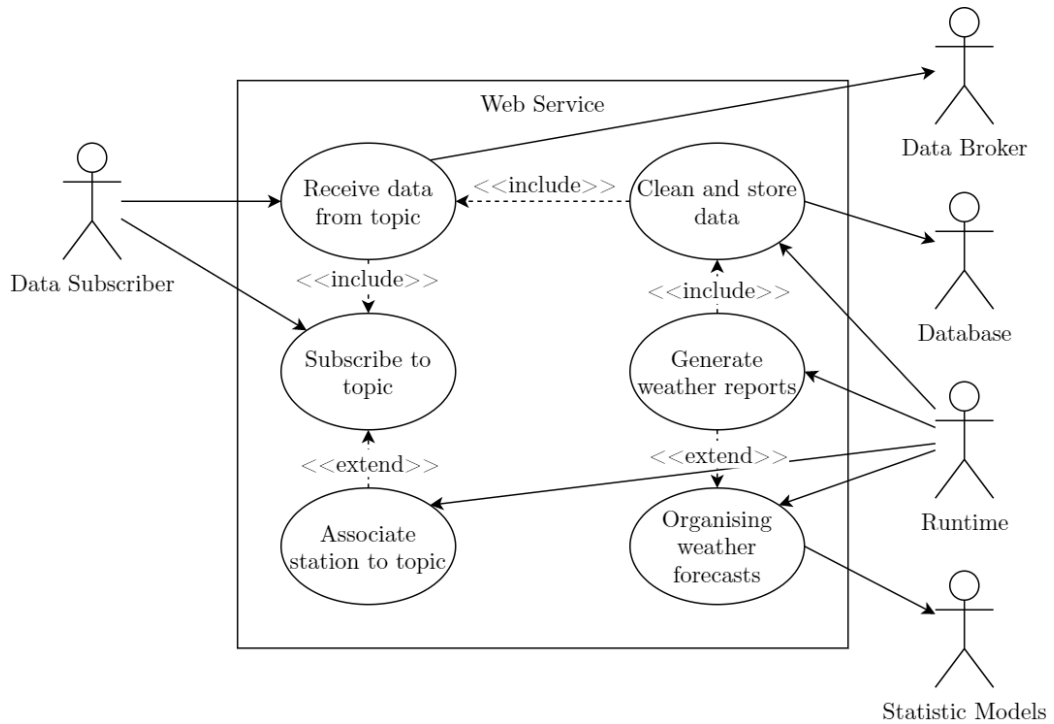 Web Service
Data Broker
Receive data
from topic
<<include>>
Clean and store
data
Data Subscriber
<<include>>
<<include>>
Database
Subscribe to
topic
Generate
weather reports
<<extend>>
<<extend>>
Runtime
Associate
station to topic
Organising
weather
forecasts
Statistic Models